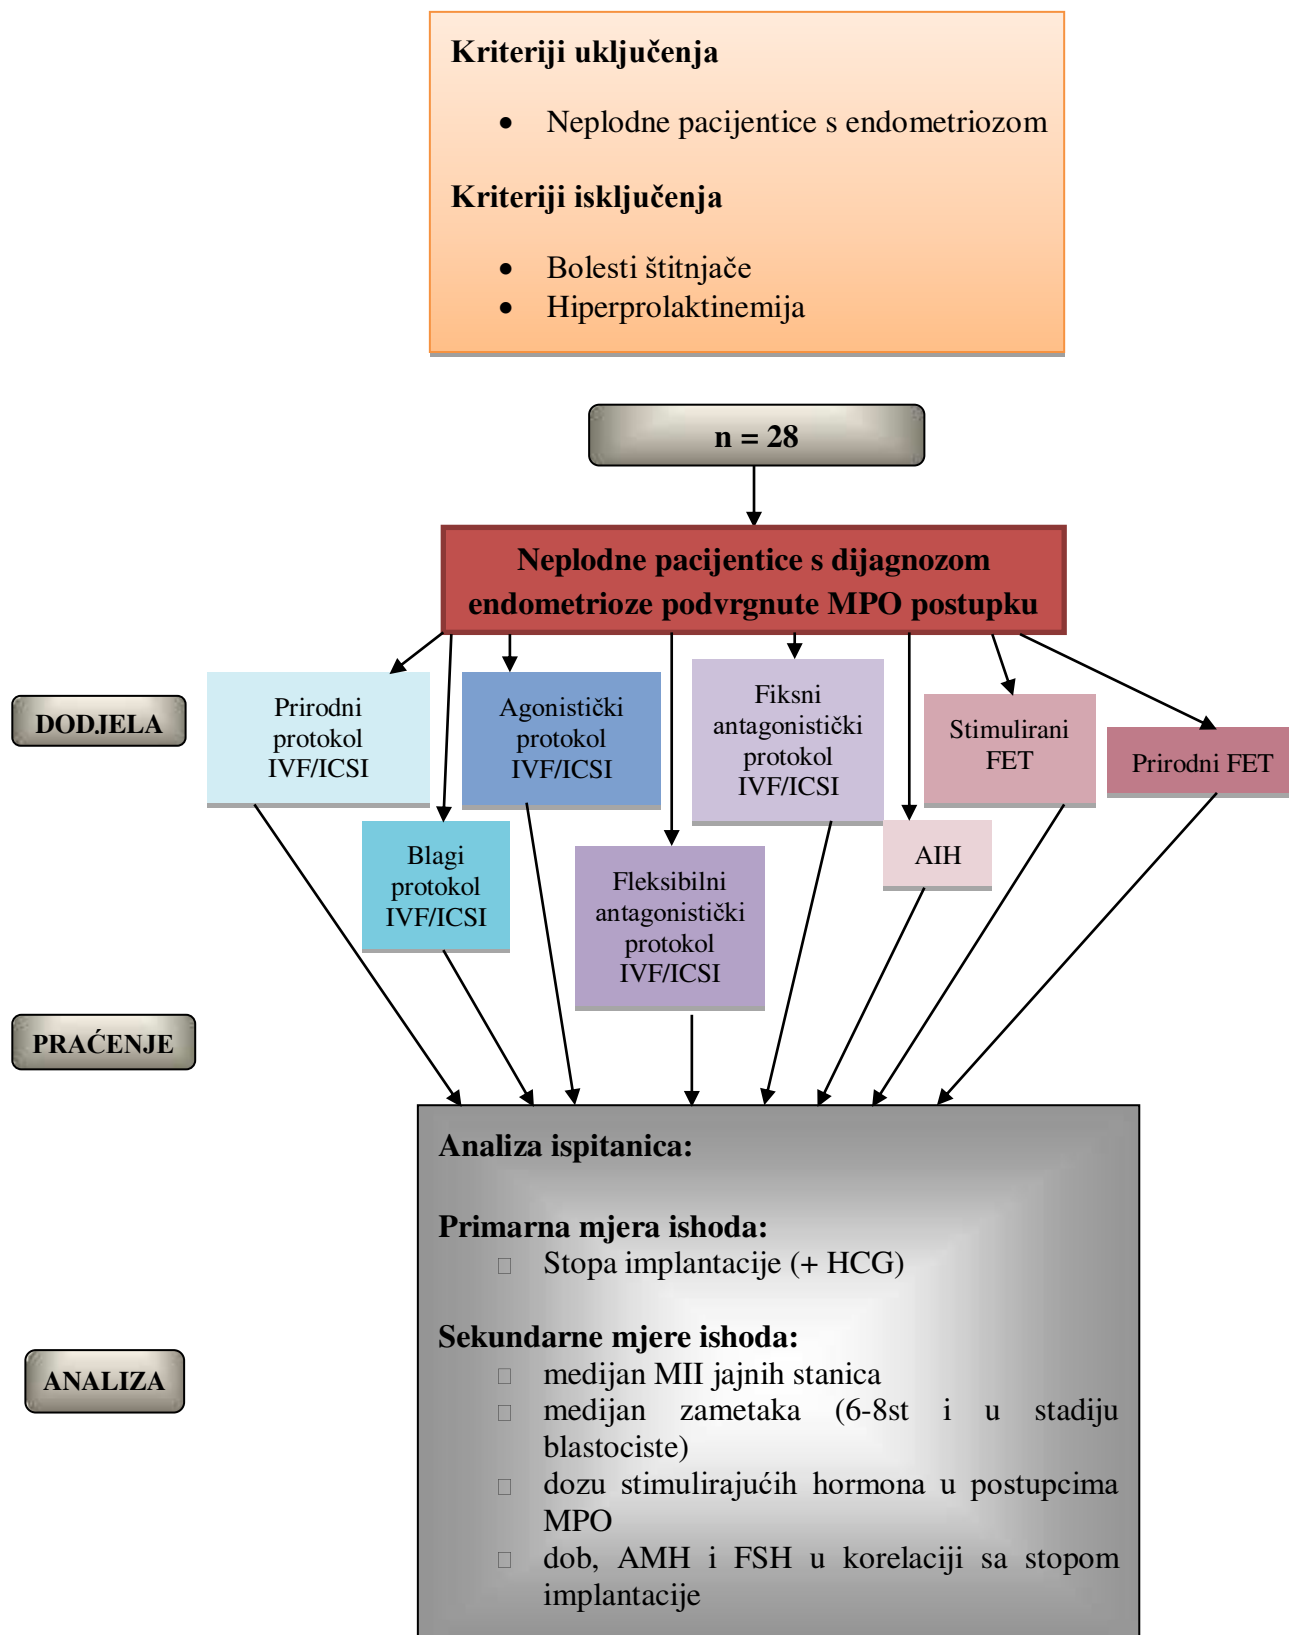 Kriteriji uključenja
• Neplodne pacijentice s endometriozom
Kriteriji isključenja
• Bolesti štitnjače
• Hiperprolaktinemija
n = 28
Neplodne pacijentice s dijagnozom
endometrioze podvrgnute MPO postupku
DODJELA
Prirodni
protokol
IVF/ICSI
Agonistički
protokol
IVF/ICSI
Fiksni
antagonistički
protokol
IVF/ICSI
Stimulirani
FET
Prirodni FET
Blagi
protokol
IVF/ICSI
Fleksibilni
antagonistički
protokol
IVF/ICSI
AIH
PRAĆENJE
Analiza ispitanica:
Primarna mjera ishoda:
Stopa implantacije (+ HCG)
Sekundarne mjere ishoda:
medijan MII jajnih stanica
medijan zametaka (6-8st i u stadiju
blastociste)
dozu stimulirajućih hormona u postupcima
MPO
dob, AMH i FSH u korelaciji sa stopom
implantacije
ANALIZA